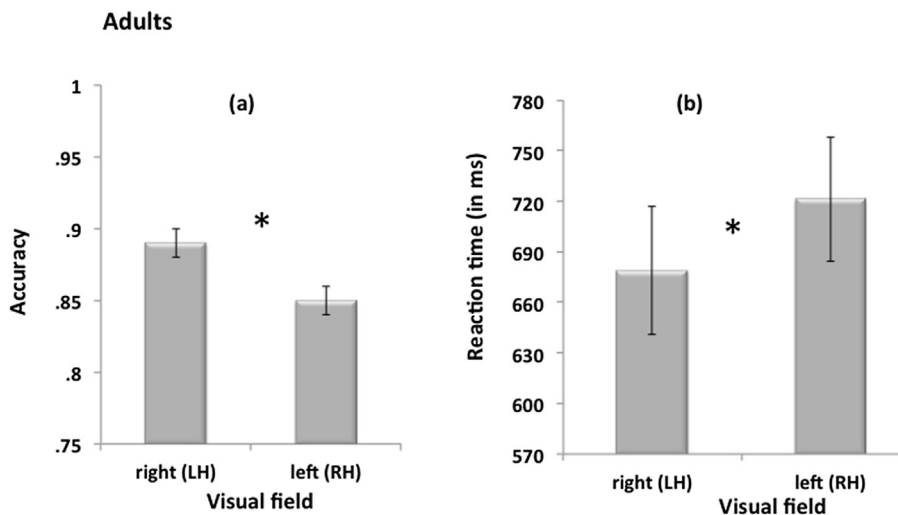 Adults
(a)
Accuracy
1
.95
.9
.85
.8
.75
*
right (LH)
left (RH)
Visual field
(b)
Reaction time (in ms)
780
750
720
690
660
630
600
570
*
right (LH)
left (RH)
Visual field